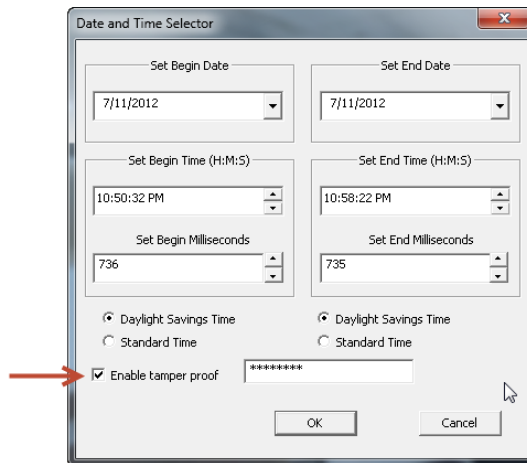 Date and Time Selector
Set Begin Date
Set End Date
7/11/2012
7/11/2012
Set Begin Time (H:M:S)
Set End Time (H:M:S)
10:50:32 PM
10:58:22 PM
Set Begin Milliseconds
Set End Milliseconds
736
735
Daylight Savings Time
Daylight Savings Time
Standard Time
Standard Time
Enable tamper proof
********
OK
Cancel